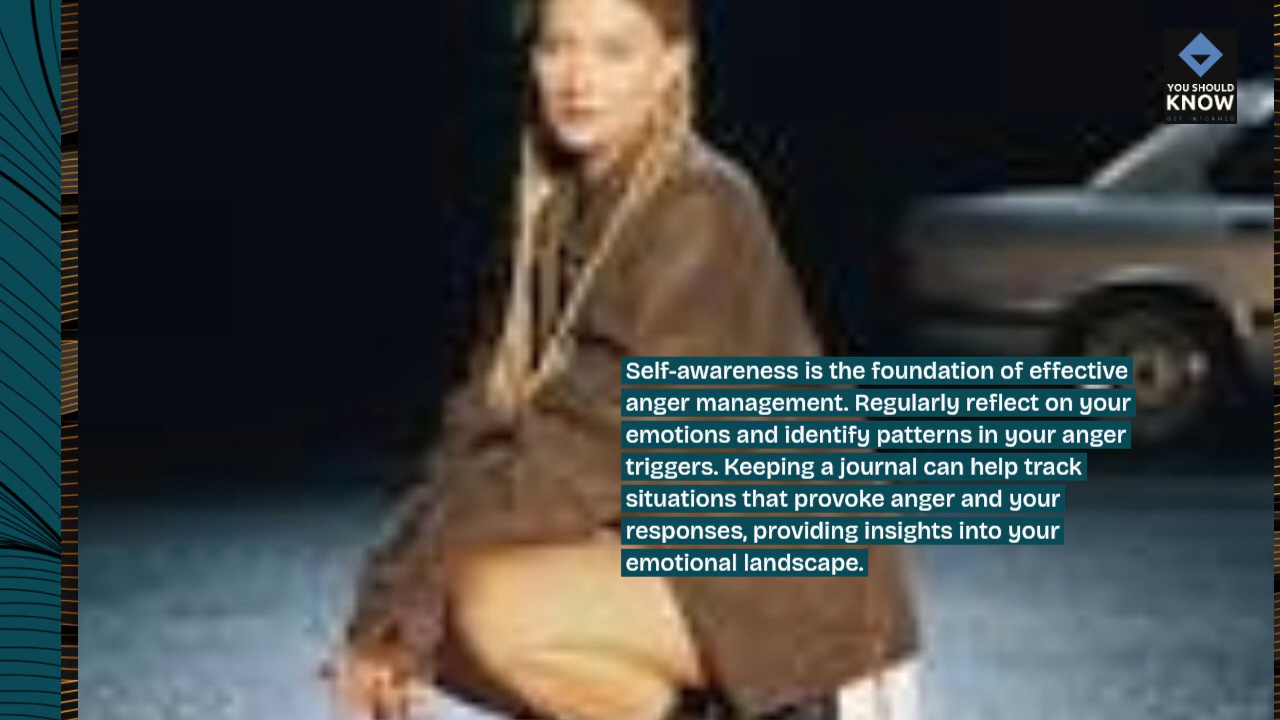 YOU SHOULD
KNOW
GET INFORMED
Self-awareness is the foundation of effective
anger management. Regularly reflect on your
emotions and identify patterns in your anger
triggers. Keeping a journal can help track
situations that provoke anger and your
responses, providing insights into your
emotional landscape.